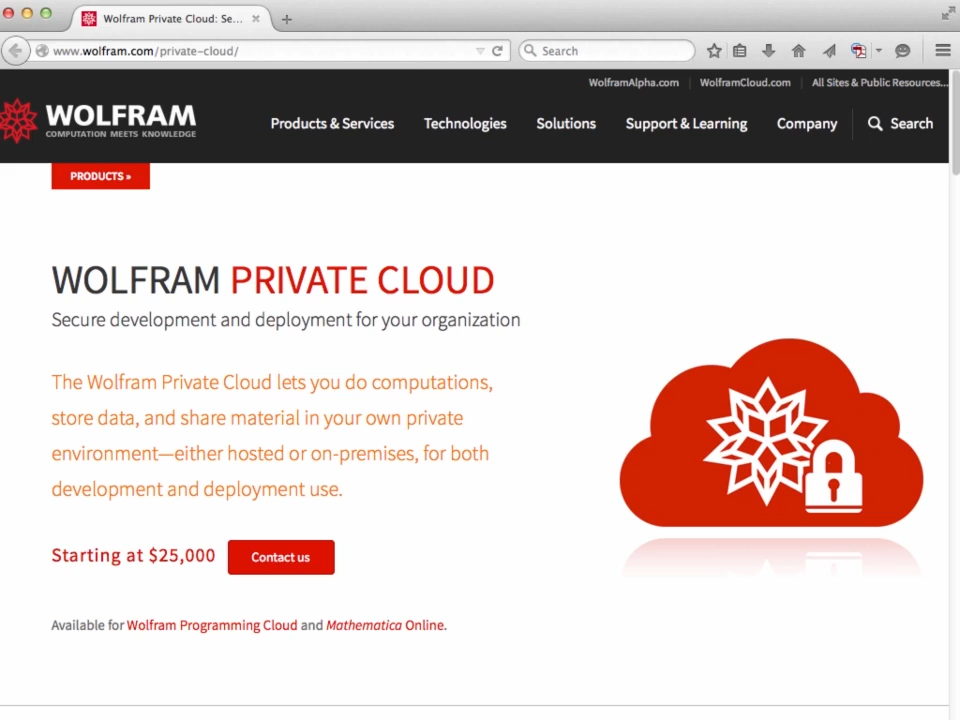 Wolfram Private Cloud: Se...
www.wolfram.com/private-cloud/
Search
WolframAlpha.com
WolframCloud.com
All Sites & Public Resources...
WOLFRAM
COMPUTATION MEETS KNOWLEDGE
Products & Services
Technologies
Solutions
Support & Learning
Company
Search
PRODUCTS »
WOLFRAM PRIVATE CLOUD
Secure development and deployment for your organization
The Wolfram Private Cloud lets you do computations,
store data, and share material in your own private
environment—either hosted or on-premises, for both
development and deployment use.
Starting at $25,000
Contact us
Available for Wolfram Programming Cloud and Mathematica Online.